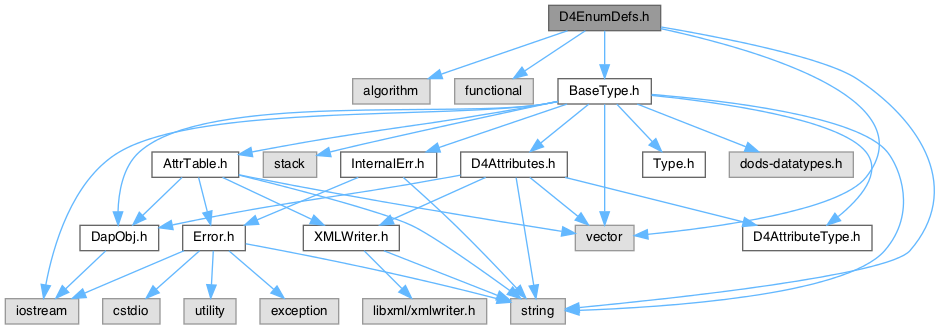 D4EnumDefs.h
algorithm
functional
BaseType.h
AttrTable.h
stack
InternalErr.h
D4Attributes.h
Type.h
dods-datatypes.h
DapObj.h
Error.h
XMLWriter.h
vector
D4AttributeType.h
iostream
cstdio
utility
exception
libxml/xmlwriter.h
string